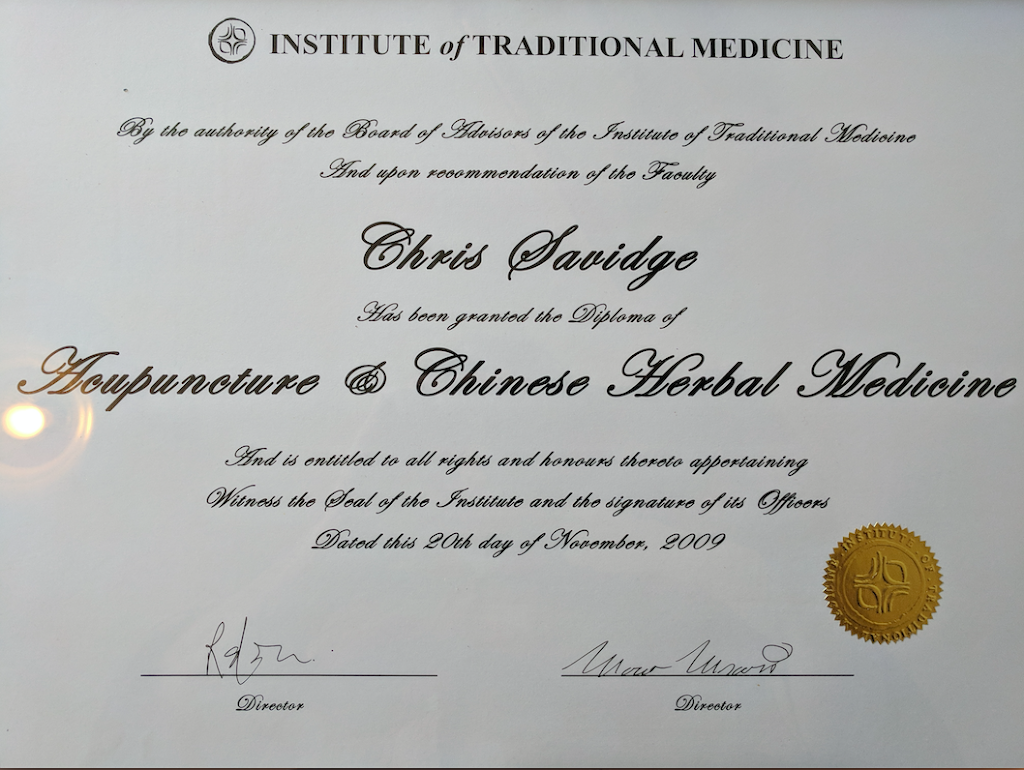 INSTITUTE of TRADITIONAL MEDICINE
By the authority of the Board of Advisors of the Institute of Traditional Medicine
And upon recommendation of the Faculty
Chris Savidge
Has been granted the Diploma of
Acupuncture & Chinese Herbal Medicine
And is entitled to all rights and honours thereto appertaining
Witness the Seal of the Institute and the signature of its Officers
Dated this 20th day of November, 2009
INSTITUTE OF
Director
Director